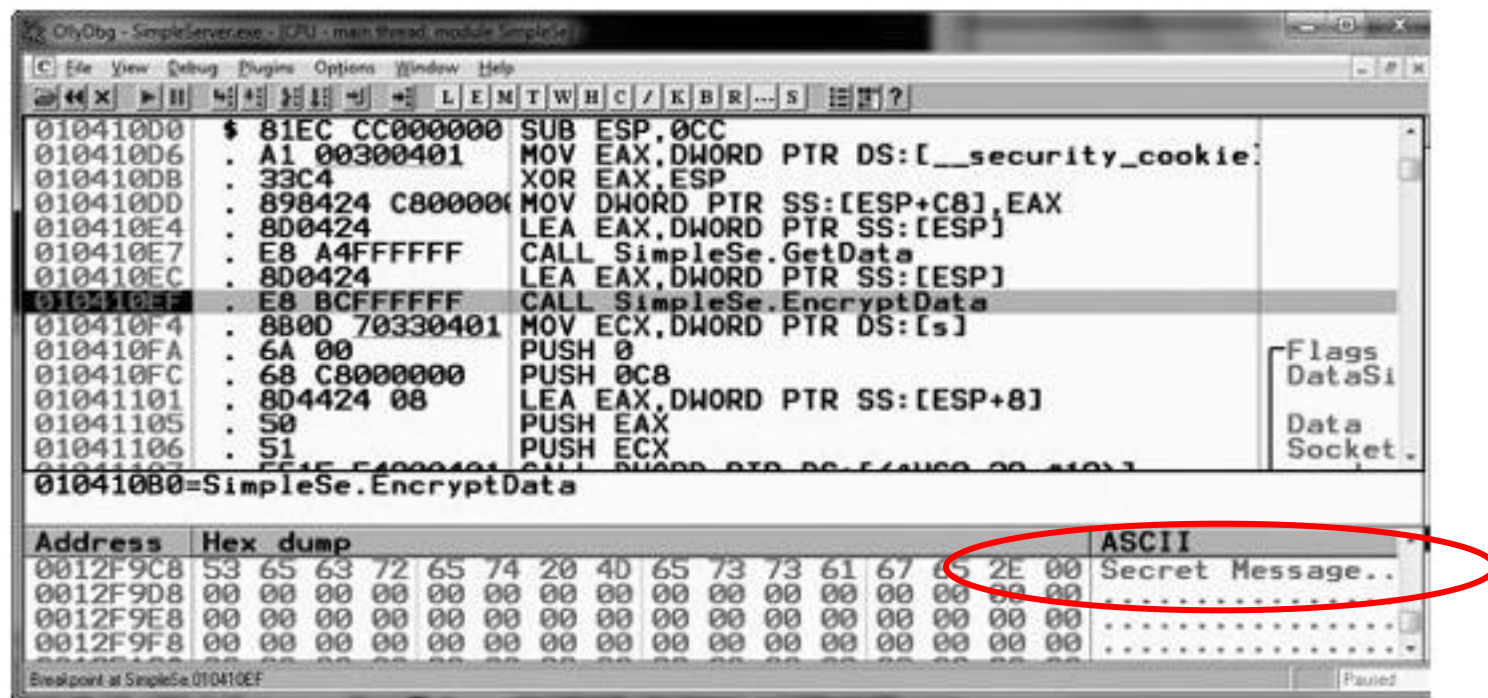 OllyDbg - SimpleServer.exe - [CPU - main thread, module SimpleSe]
C File View Debug Plugins Options Window Help
L E M T W H C / K B R ... S ?
010410D0 $ 81EC CC000000 SUB ESP,0CC
010410D6 . A1 00300401 MOV EAX,DWORD PTR DS:[__security_cookie]
010410DB . 33C4 XOR EAX,ESP
010410DD . 898424 C800000 MOV DWORD PTR SS:[ESP+C8],EAX
010410E4 . 8D0424 LEA EAX,DWORD PTR SS:[ESP]
010410E7 . E8 A4FFFFFF CALL SimpleSe.GetData
010410EC . 8D0424 LEA EAX,DWORD PTR SS:[ESP]
010410EF . E8 BCFFFFFF CALL SimpleSe.EncryptData
010410F4 . 8B0D 70330401 MOV ECX,DWORD PTR DS:[s]
010410FA . 6A 00 PUSH 0 Flags
010410FC . 68 C8000000 PUSH 0C8 DataSi
01041101 . 8D4424 08 LEA EAX,DWORD PTR SS:[ESP+8]
01041105 . 50 PUSH EAX Data
01041106 . 51 PUSH ECX Socket
010410B0=SimpleSe.EncryptData
Address Hex dump ASCII
0012F9C8 53 65 63 72 65 74 20 4D 65 73 73 61 67 65 2E 00 Secret Message..
0012F9D8 00 00 00 00 00 00 00 00 00 00 00 00 00 00 00 00 ................
0012F9E8 00 00 00 00 00 00 00 00 00 00 00 00 00 00 00 00 ................
0012F9F8 00 00 00 00 00 00 00 00 00 00 00 00 00 00 00 00 ................
Breakpoint at SimpleSe.010410EF Paused